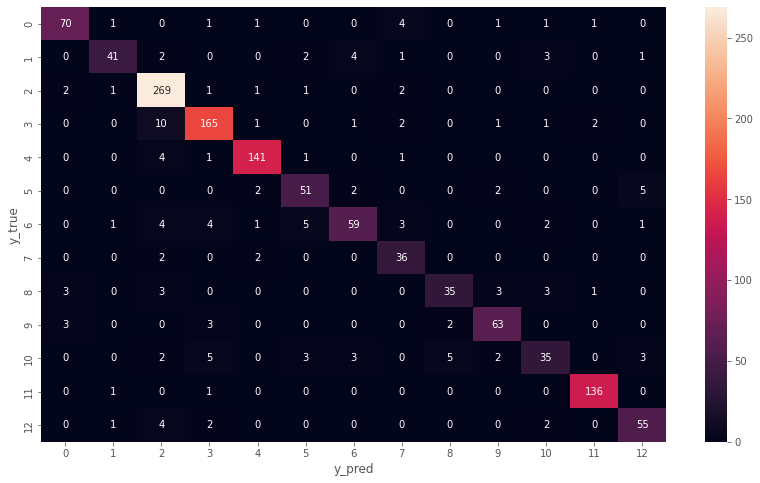 0 70 1 0 1 1 0 0 4 0 1 1 1 0
1 0 41 2 0 0 2 4 1 0 0 3 0 1
2 2 1 269 1 1 1 0 2 0 0 0 0 0
3 0 0 10 165 1 0 1 2 0 1 1 2 0
4 0 0 4 1 141 1 0 1 0 0 0 0 0
5 0 0 0 0 2 51 2 0 0 2 0 0 5
6 0 1 4 4 1 5 59 3 0 0 2 0 1
7 0 0 2 0 2 0 0 36 0 0 0 0 0
8 3 0 3 0 0 0 0 0 35 3 3 1 0
9 3 0 0 3 0 0 0 0 2 63 0 0 0
10 0 0 2 5 0 3 3 0 5 2 35 0 3
11 0 1 0 1 0 0 0 0 0 0 0 136 0
12 0 1 4 2 0 0 0 0 0 0 2 0 55
0 1 2 3 4 5 6 7 8 9 10 11 12
y_true
y_pred
250
200
150
100
50
0